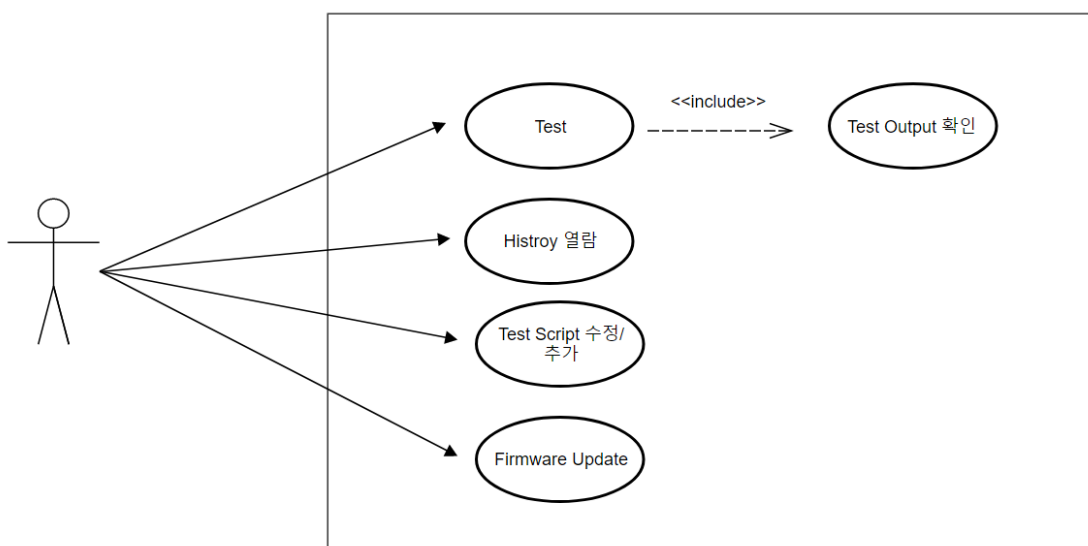 <<include>>
Test
Test Output 확인
Histroy 열람
Test Script 수정/
추가
Firmware Update